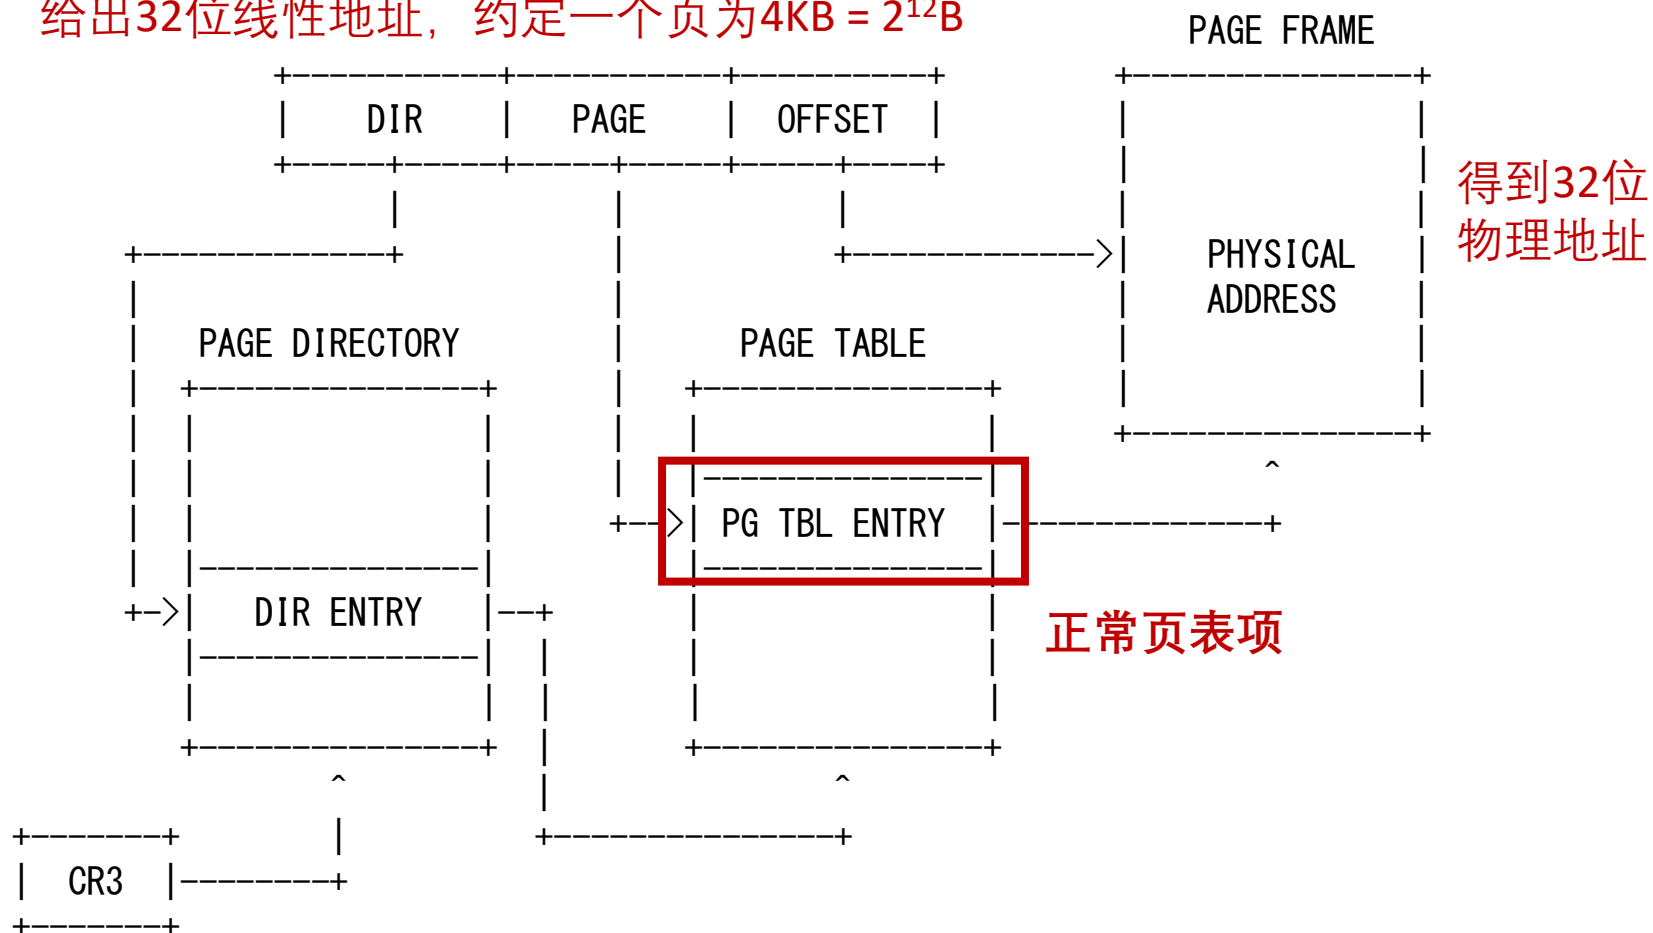 给出32位线性地址，约定一个页为4KB = 2¹²B
PAGE FRAME
DIR
PAGE
OFFSET
得到32位
物理地址
PHYSICAL
ADDRESS
PAGE DIRECTORY
PAGE TABLE
PG TBL ENTRY
DIR ENTRY
正常页表项
CR3